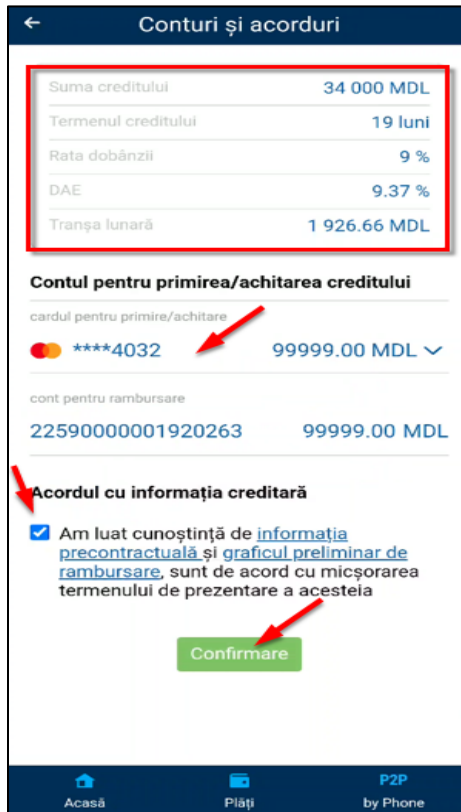 Conturi și acorduri
Suma creditului 34 000 MDL
Termenul creditului 19 luni
Rata dobânzii 9 %
DAE 9.37 %
Tranșa lunară 1 926.66 MDL
Contul pentru primirea/achitarea creditului
cardul pentru primire/achitare
****4032 99999.00 MDL
cont pentru rambursare
22590000001920263 99999.00 MDL
Acordul cu informația creditară
Am luat cunoștință de informația
precontractuală și graficul preliminar de
rambursare, sunt de acord cu micșorarea
termenului de prezentare a acesteia
Confirmare
P2P
Acasă Plăți by Phone